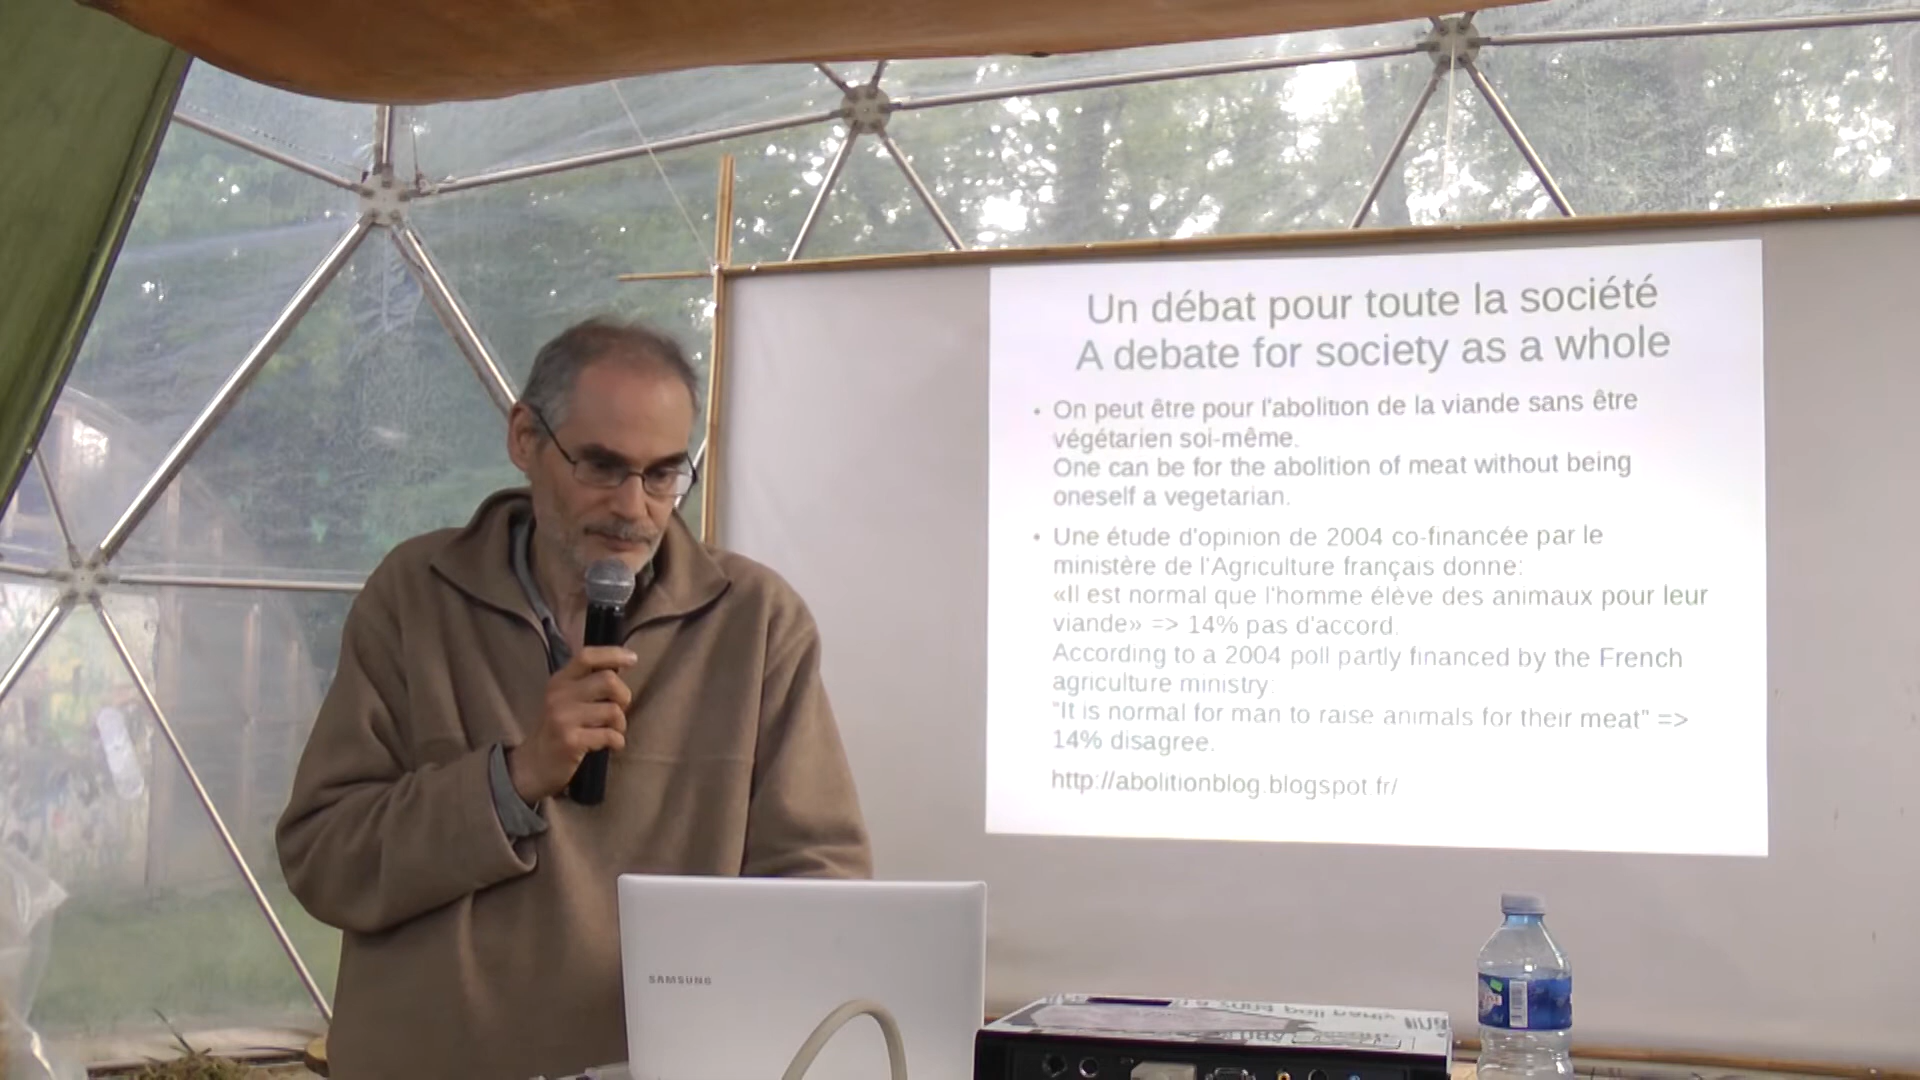 Un débat pour toute la société
A debate for society as a whole
• On peut être pour l'abolition de la viande sans être
végétarien soi-même.
One can be for the abolition of meat without being
oneself a vegetarian.
• Une étude d'opinion de 2004 co-financée par le
ministère de l'Agriculture français donne:
«Il est normal que l'homme élève des animaux pour leur
viande» => 14% pas d'accord.
According to a 2004 poll partly financed by the French
agriculture ministry:
"It is normal for man to raise animals for their meat" =>
14% disagree.
http://abolitionblog.blogspot.fr/
SAMSUNG